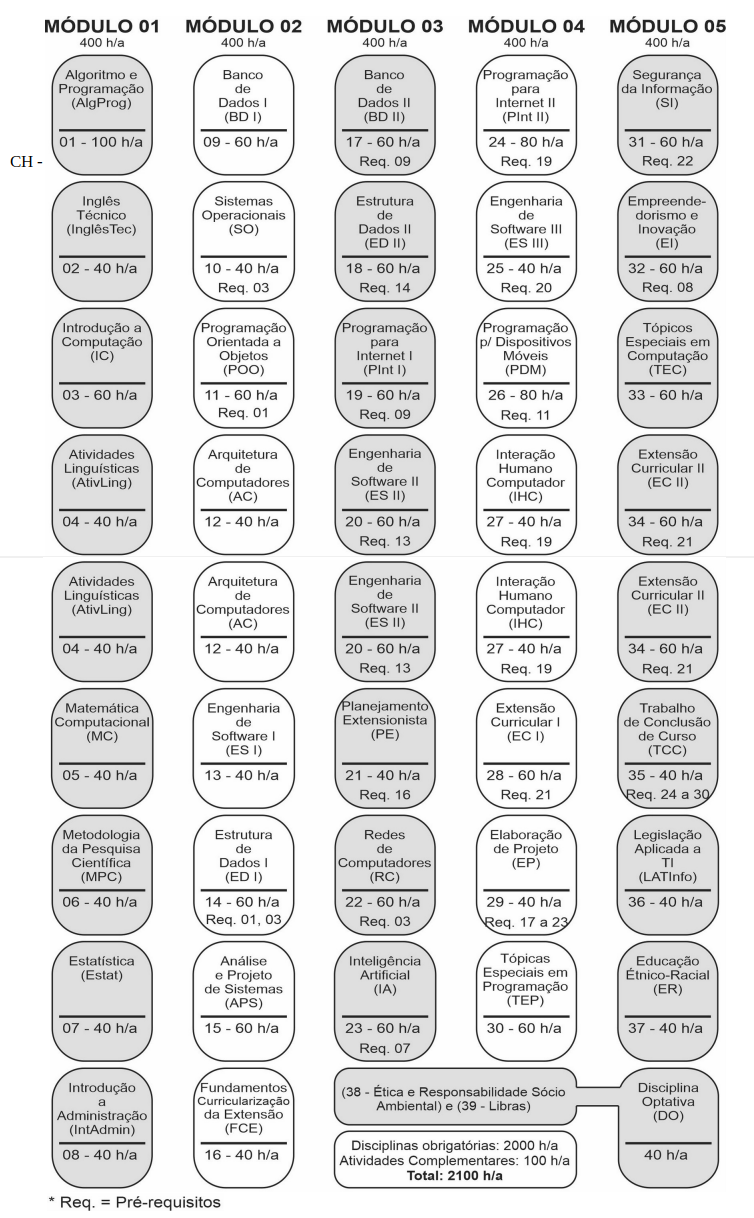 MÓDULO 01 MÓDULO 02 MÓDULO 03 MÓDULO 04 MÓDULO 05
400 h/a 400 h/a 400 h/a 400 h/a 400 h/a
Algoritmo e
Programação
(AlgProg)
01 - 100 h/a
Banco
de
Dados I
(BD I)
09 - 60 h/a
Banco
de
Dados II
(BD II)
17 - 60 h/a
Req. 09
Programação
para
Internet II
(PInt II)
24 - 80 h/a
Req. 19
Segurança
da Informação
(SI)
31 - 60 h/a
Req. 22
CH -
Inglês
Técnico
(InglêsTec)
02 - 40 h/a
Sistemas
Operacionais
(SO)
10 - 40 h/a
Req. 03
Estrutura
de
Dados II
(ED II)
18 - 60 h/a
Req. 14
Engenharia
de
Software III
(ES III)
25 - 40 h/a
Req. 20
Empreende-
dorismo e
Inovação
(EI)
32 - 60 h/a
Req. 08
Introdução a
Computação
(IC)
03 - 60 h/a
Programação
Orientada a
Objetos
(POO)
11 - 60 h/a
Req. 01
Programação
para
Internet I
(PInt I)
19 - 60 h/a
Req. 09
Programação
p/ Dispositivos
Móveis
(PDM)
26 - 80 h/a
Req. 11
Tópicos
Especiais em
Computação
(TEC)
33 - 60 h/a
Atividades
Linguísticas
(AtivLing)
04 - 40 h/a
Arquitetura
de
Computadores
(AC)
12 - 40 h/a
Engenharia
de
Software II
(ES II)
20 - 60 h/a
Req. 13
Interação
Humano
Computador
(IHC)
27 - 40 h/a
Req. 19
Extensão
Curricular II
(EC II)
34 - 60 h/a
Req. 21
Atividades
Linguísticas
(AtivLing)
04 - 40 h/a
Arquitetura
de
Computadores
(AC)
12 - 40 h/a
Engenharia
de
Software II
(ES II)
20 - 60 h/a
Req. 13
Interação
Humano
Computador
(IHC)
27 - 40 h/a
Req. 19
Extensão
Curricular II
(EC II)
34 - 60 h/a
Req. 21
Matemática
Computacional
(MC)
05 - 40 h/a
Engenharia
de
Software I
(ES I)
13 - 40 h/a
Planejamento
Extensionista
(PE)
21 - 40 h/a
Req. 16
Extensão
Curricular I
(EC I)
28 - 60 h/a
Req. 21
Trabalho
de Conclusão
de Curso
(TCC)
35 - 40 h/a
Req. 24 a 30
Metodologia
da Pesquisa
Científica
(MPC)
06 - 40 h/a
Estrutura
de
Dados I
(ED I)
14 - 60 h/a
Req. 01, 03
Redes
de
Computadores
(RC)
22 - 60 h/a
Req. 03
Elaboração
de Projeto
(EP)
29 - 40 h/a
Req. 17 a 23
Legislação
Aplicada a
TI
(LATInfo)
36 - 40 h/a
Estatística
(Estat)
07 - 40 h/a
Análise
e Projeto
de Sistemas
(APS)
15 - 60 h/a
Inteligência
Artificial
(IA)
23 - 60 h/a
Req. 07
Tópicas
Especiais em
Programação
(TEP)
30 - 60 h/a
Educação
Étnico-Racial
(ER)
37 - 40 h/a
Introdução
a
Administração
(IntAdmin)
08 - 40 h/a
Fundamentos
Curricularização
da Extensão
(FCE)
16 - 40 h/a
(38 - Ética e Responsabilidade Sócio
Ambiental) e (39 - Libras)
Disciplina
Optativa
(DO)
40 h/a
Disciplinas obrigatórias: 2000 h/a
Atividades Complementares: 100 h/a
Total: 2100 h/a
* Req. = Pré-requisitos